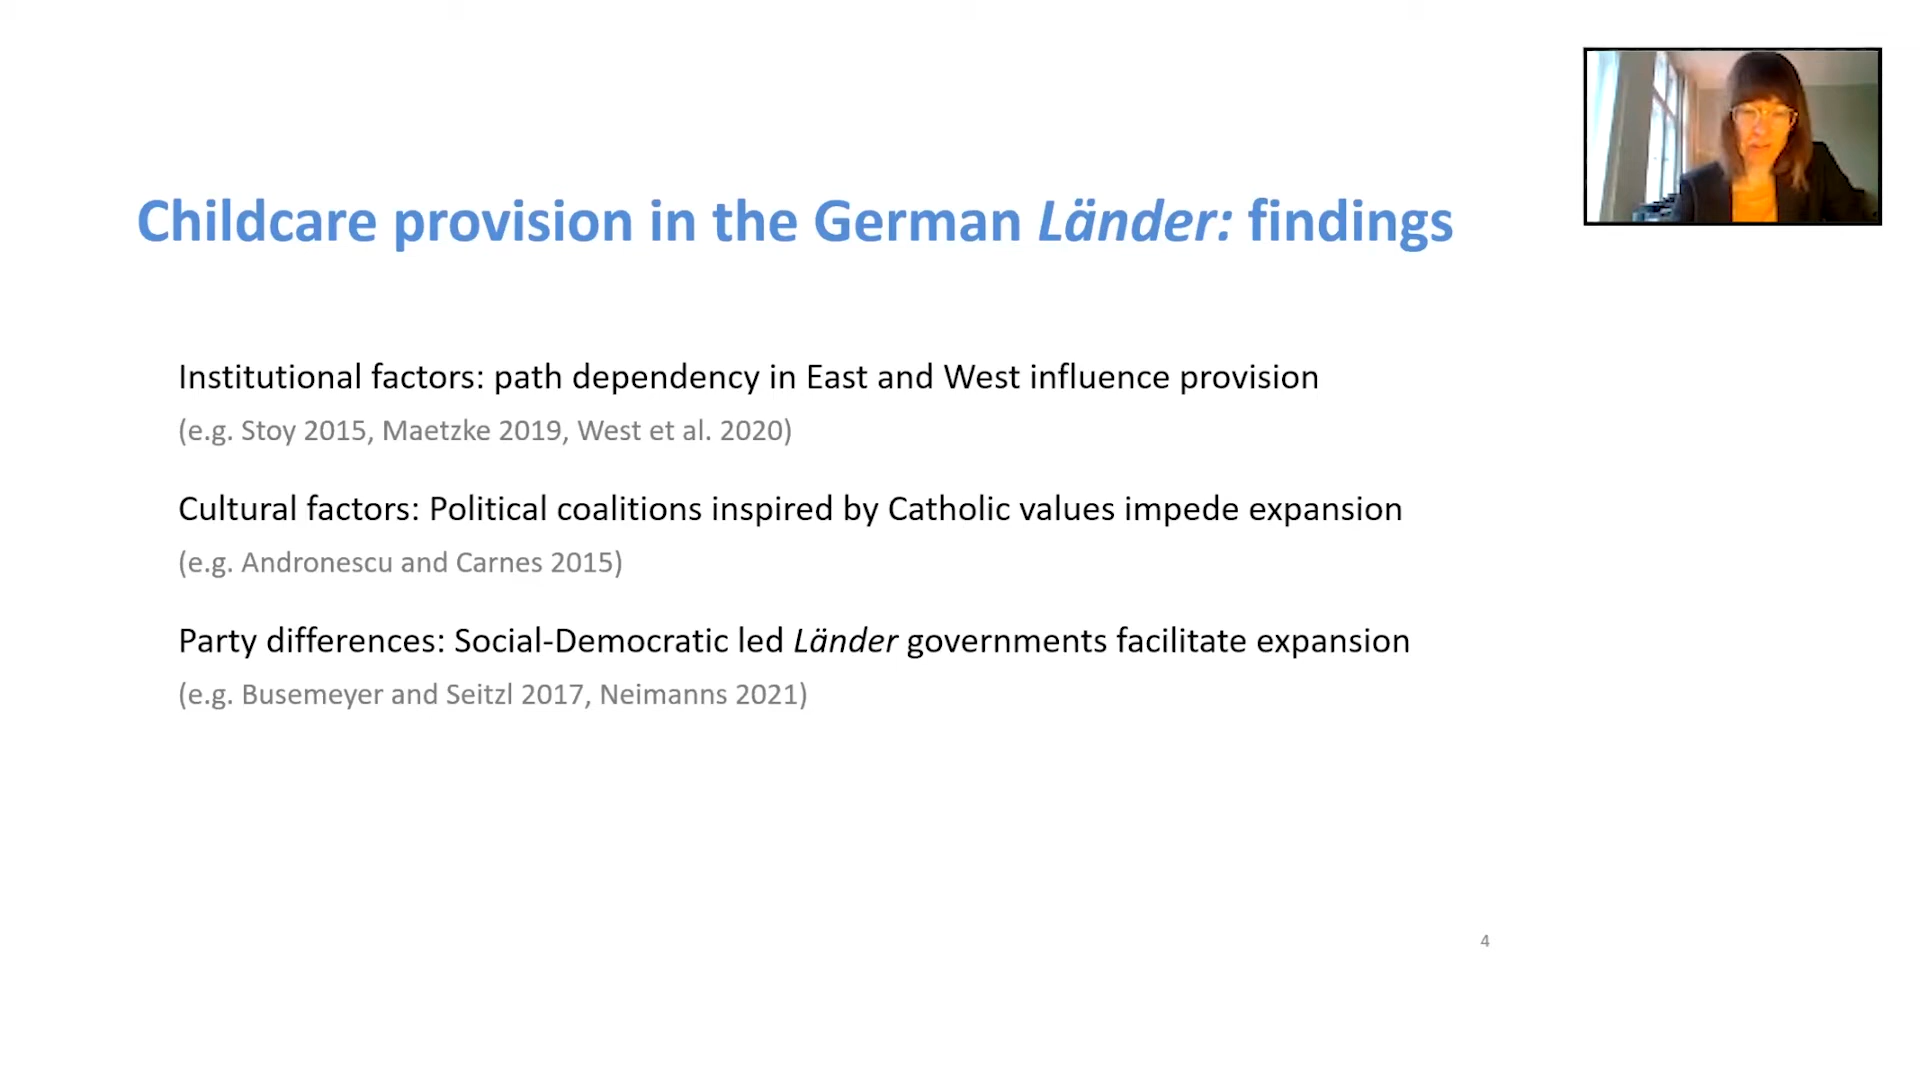 Childcare provision in the German Länder: findings
Institutional factors: path dependency in East and West influence provision
(e.g. Stoy 2015, Maetzke 2019, West et al. 2020)
Cultural factors: Political coalitions inspired by Catholic values impede expansion
(e.g. Andronescu and Carnes 2015)
Party differences: Social-Democratic led Länder governments facilitate expansion
(e.g. Busemeyer and Seitzl 2017, Neimanns 2021)
4